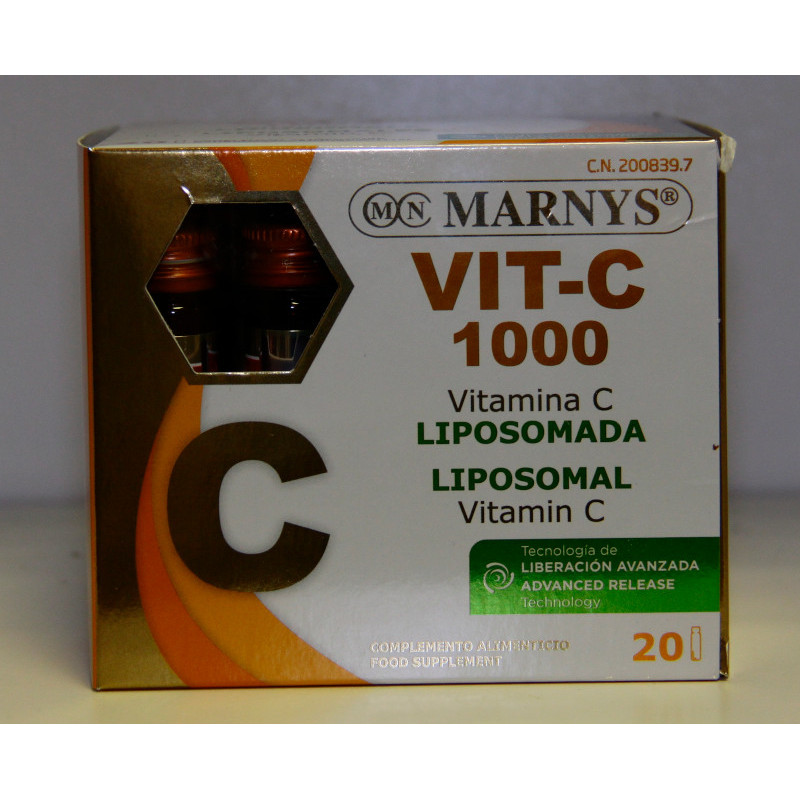 C.N. 200839.7
MN MARNYS®
VIT-C
1000
Vitamina C
LIPOSOMADA
LIPOSOMAL
Vitamin C
Tecnología de
LIBERACIÓN AVANZADA
ADVANCED RELEASE
Technology
C
COMPLEMENTO ALIMENTICIO
FOOD SUPPLEMENT
20